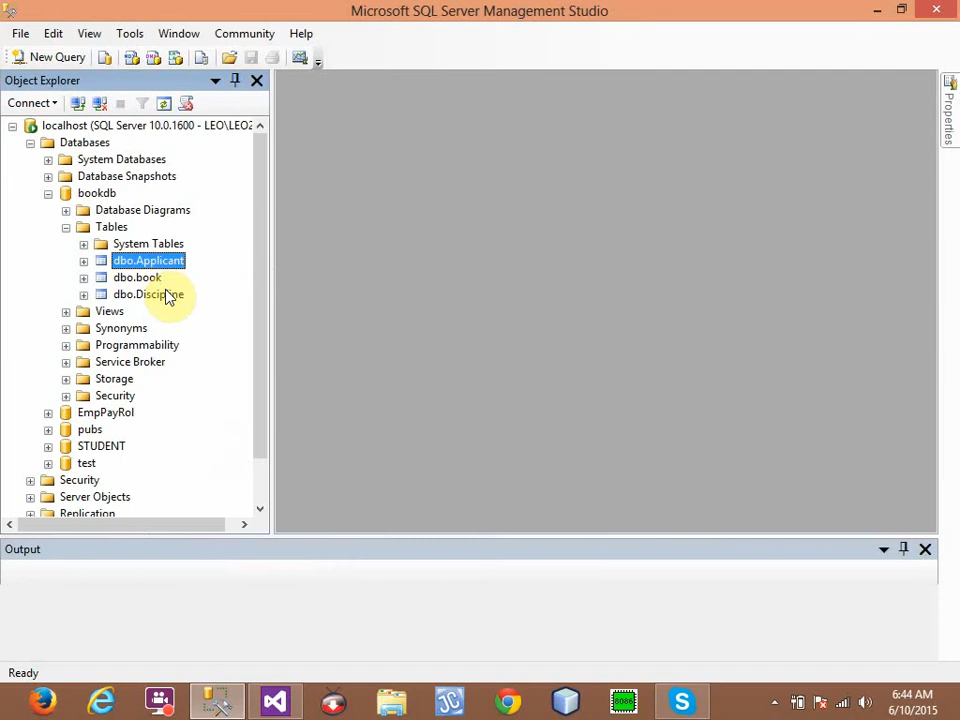 Microsoft SQL Server Management Studio
File Edit View Tools Window Community Help
New Query
Object Explorer
Connect
localhost (SQL Server 10.0.1600 - LEO\LEO2
Databases
System Databases
Database Snapshots
bookdb
Database Diagrams
Tables
System Tables
dbo.Applicant
dbo.book
dbo.Discipline
Views
Synonyms
Programmability
Service Broker
Storage
Security
EmpPayRol
pubs
STUDENT
test
Security
Server Objects
Replication
Properties
Output
Ready
6:44 AM
6/10/2015